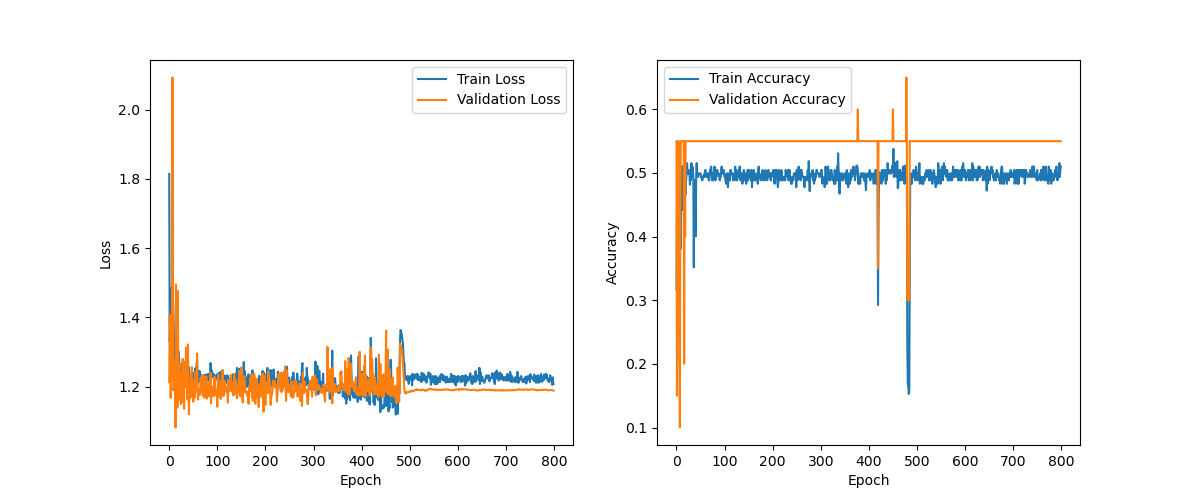 Train Loss
Validation Loss
2.0
1.8
1.6
1.4
1.2
Loss
0 100 200 300 400 500 600 700 800
Epoch
Train Accuracy
Validation Accuracy
0.6
0.5
0.4
0.3
0.2
0.1
Accuracy
0 100 200 300 400 500 600 700 800
Epoch